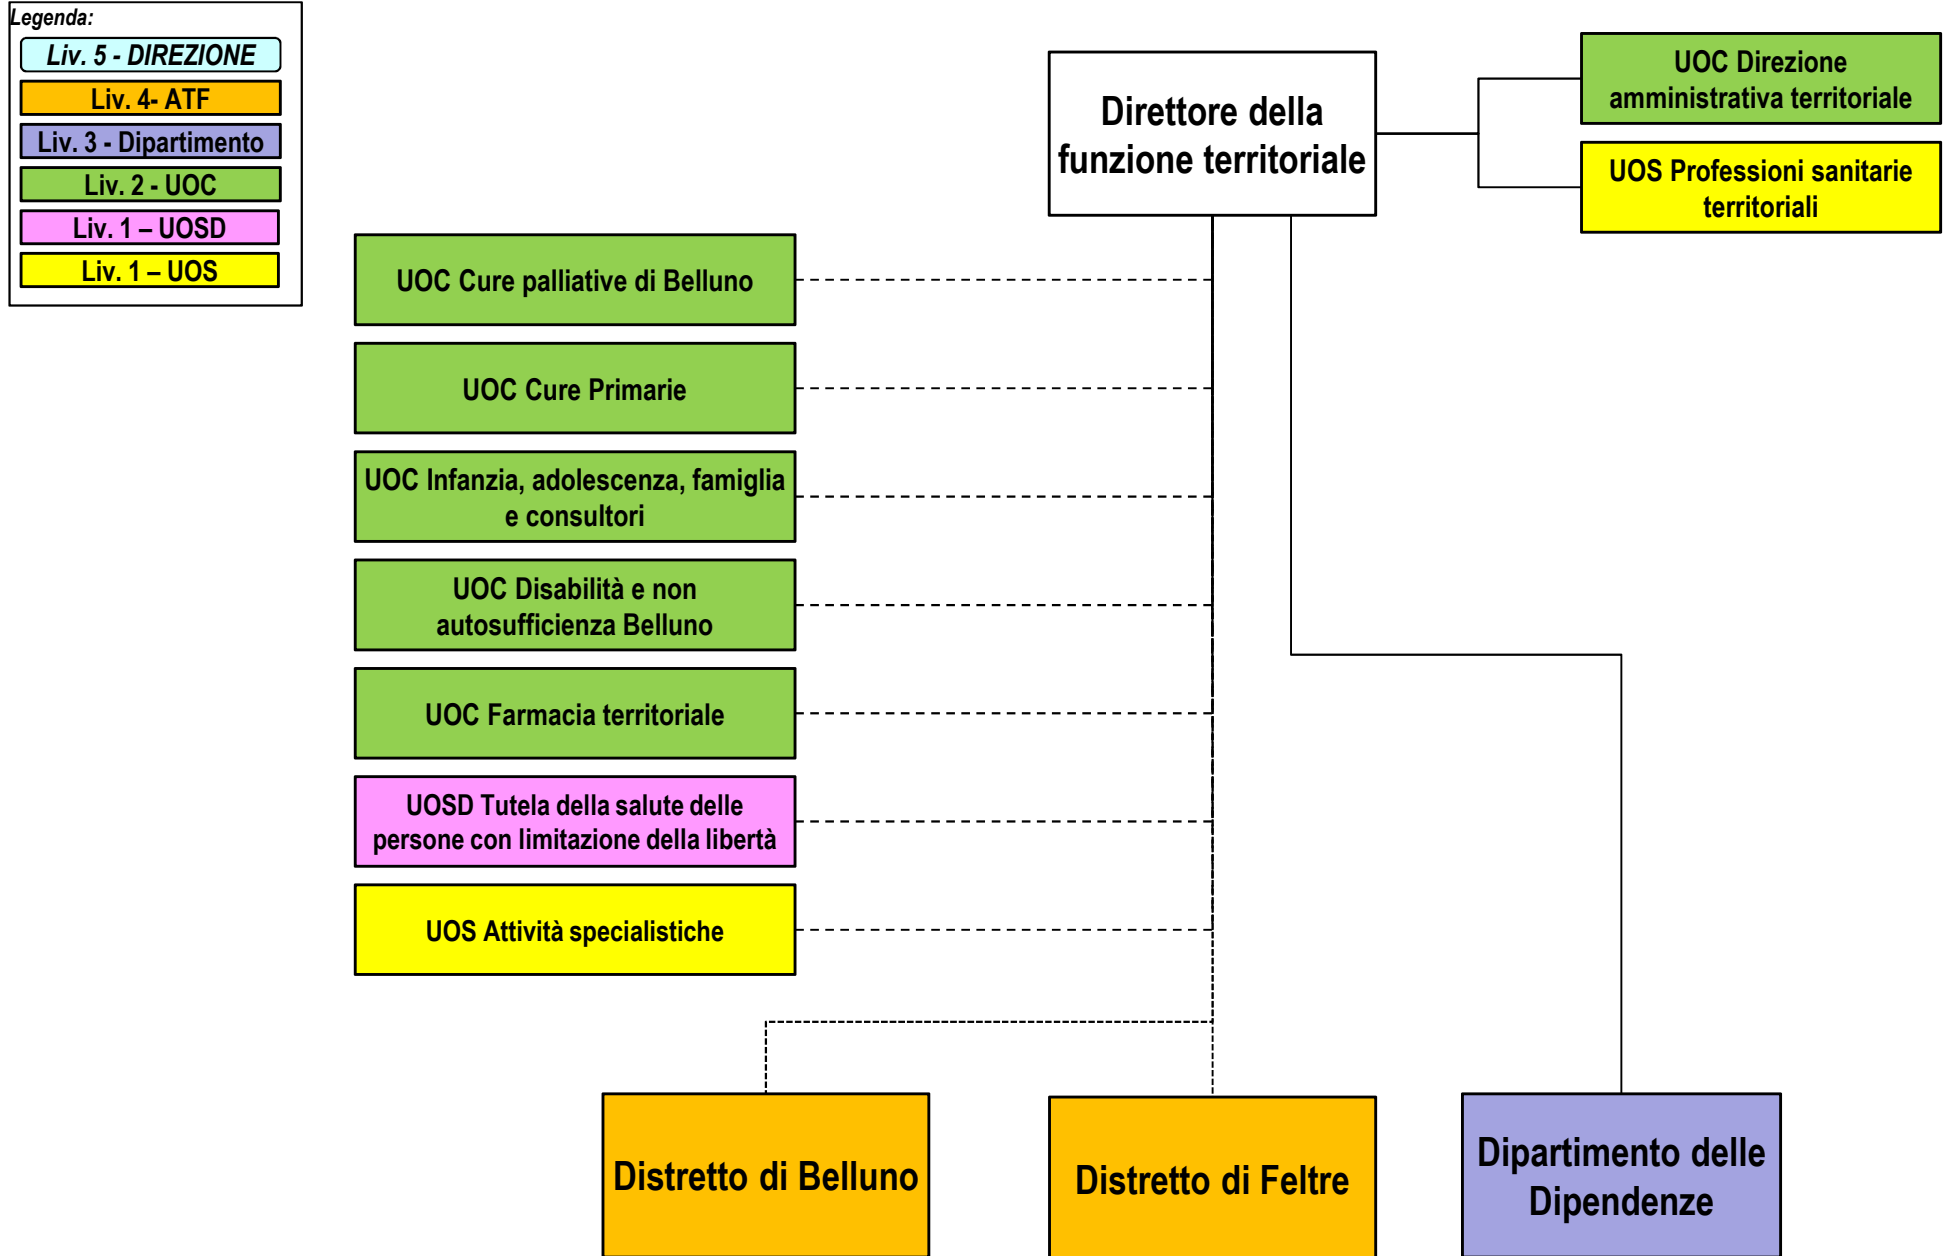 Legenda:
Liv. 5 - DIREZIONE
Liv. 4- ATF
Liv. 3 - Dipartimento
Liv. 2 - UOC
Liv. 1 – UOSD
Liv. 1 – UOS
Direttore della
funzione territoriale
UOC Direzione
amministrativa territoriale
UOS Professioni sanitarie
territoriali
UOC Cure palliative di Belluno
UOC Cure Primarie
UOC Infanzia, adolescenza, famiglia
e consultori
UOC Disabilità e non
autosufficienza Belluno
UOC Farmacia territoriale
UOSD Tutela della salute delle
persone con limitazione della libertà
UOS Attività specialistiche
Distretto di Belluno
Distretto di Feltre
Dipartimento delle
Dipendenze